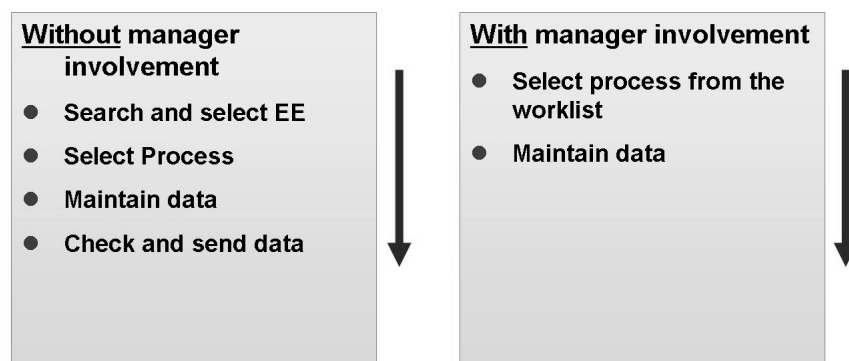 Without manager
involvement
● Search and select EE
● Select Process
● Maintain data
● Check and send data
With manager involvement
● Select process from the
worklist
● Maintain data